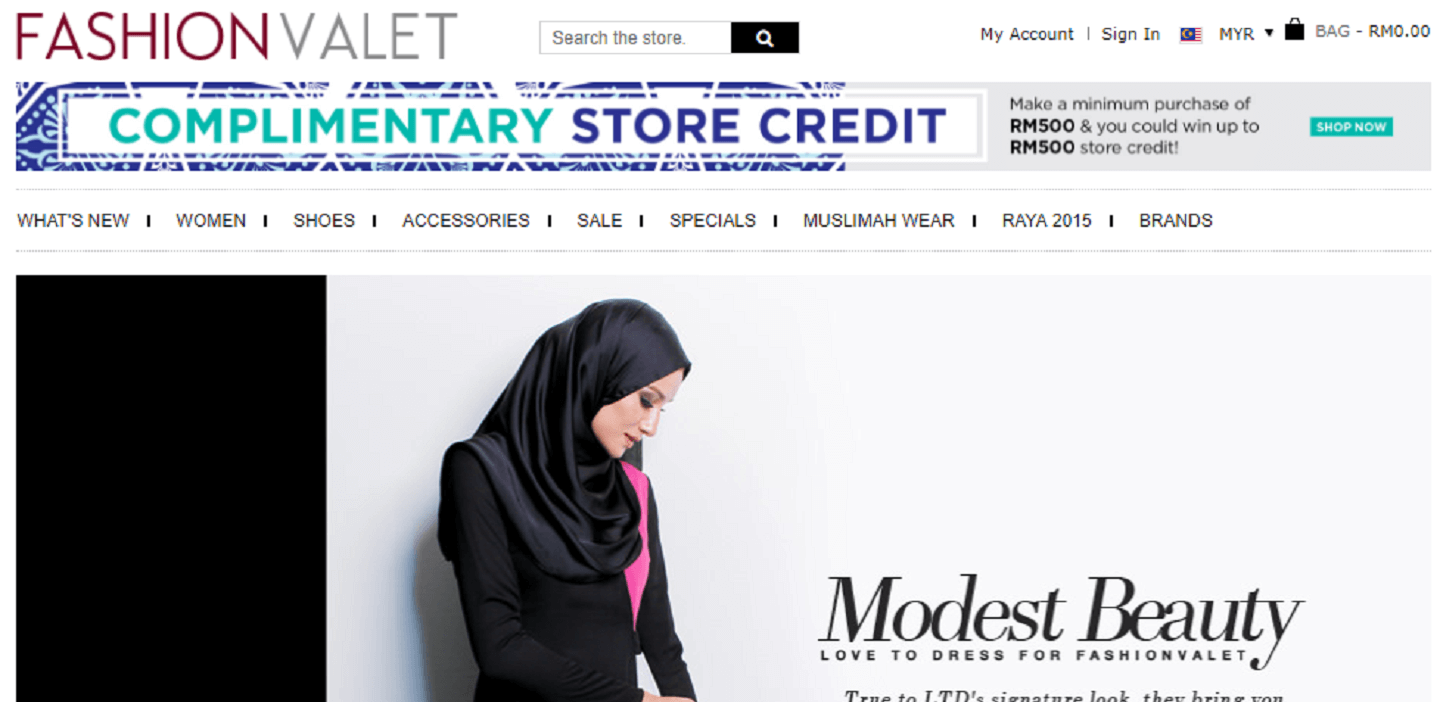 FASHIONVALET
Search the store.
My Account | Sign In MYR ▼ BAG - RM0.00
COMPLIMENTARY STORE CREDIT
Make a minimum purchase of
RM500 & you could win up to
RM500 store credit!
SHOP NOW
WHAT'S NEW | WOMEN | SHOES | ACCESSORIES | SALE | SPECIALS | MUSLIMAH WEAR | RAYA 2015 | BRANDS
Modest Beauty
LOVE TO DRESS FOR FASHIONVALET
True to LTD's signature look, they bring you